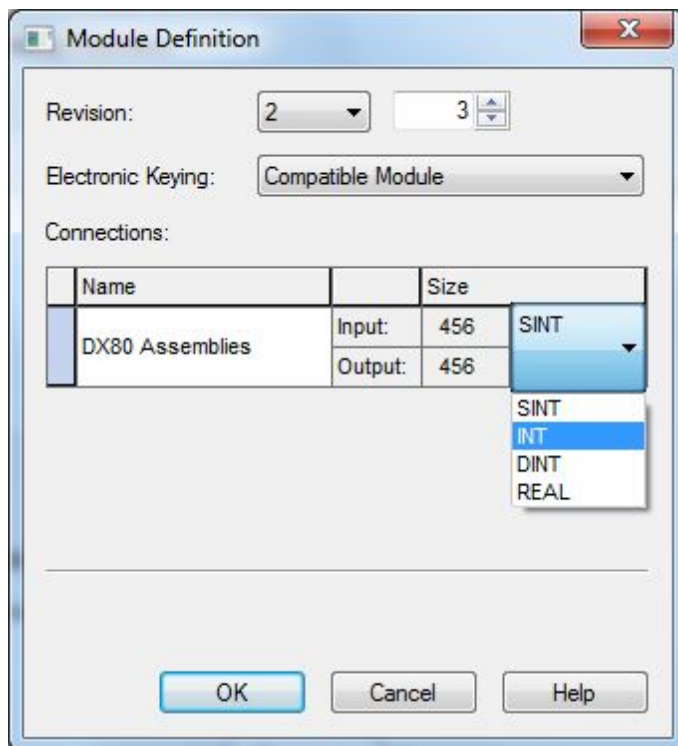 Module Definition
Revision: 2 3
Electronic Keying: Compatible Module
Connections:
Name Size
DX80 Assemblies Input: 456 SINT
Output: 456
SINT
INT
DINT
REAL
OK Cancel Help